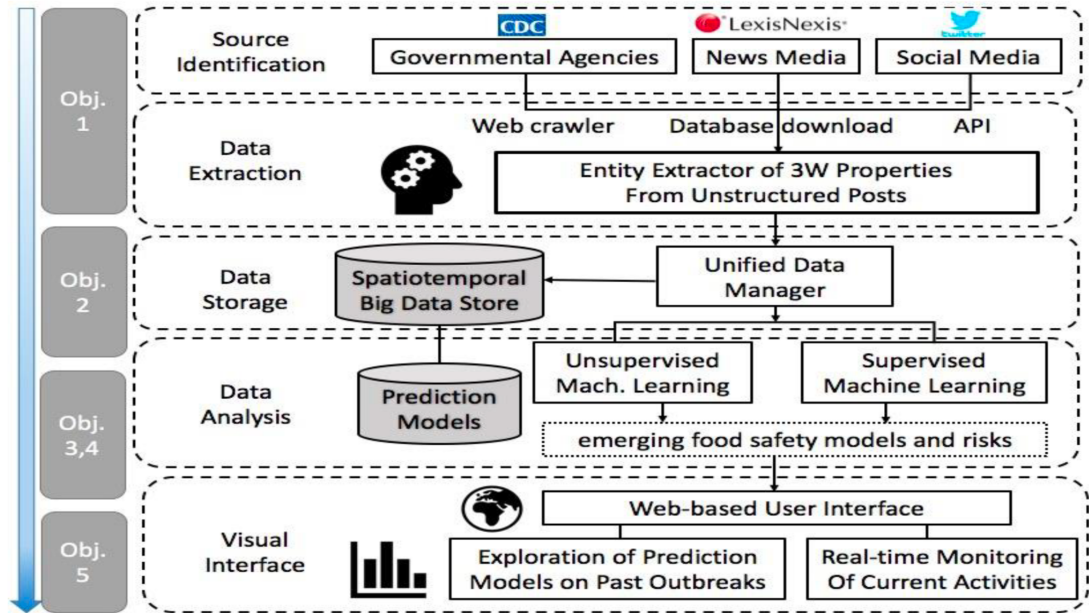 CDC
LexisNexis®
twitter
Source
Identification
Governmental Agencies
News Media
Social Media
Obj.
1
Web crawler
Database download
API
Data
Extraction
Entity Extractor of 3W Properties
From Unstructured Posts
Obj.
2
Data
Storage
Spatiotemporal
Big Data Store
Unified Data
Manager
Obj.
3,4
Data
Analysis
Prediction
Models
Unsupervised
Mach. Learning
Supervised
Machine Learning
emerging food safety models and risks
Obj.
5
Visual
Interface
Web-based User Interface
Exploration of Prediction
Models on Past Outbreaks
Real-time Monitoring
Of Current Activities